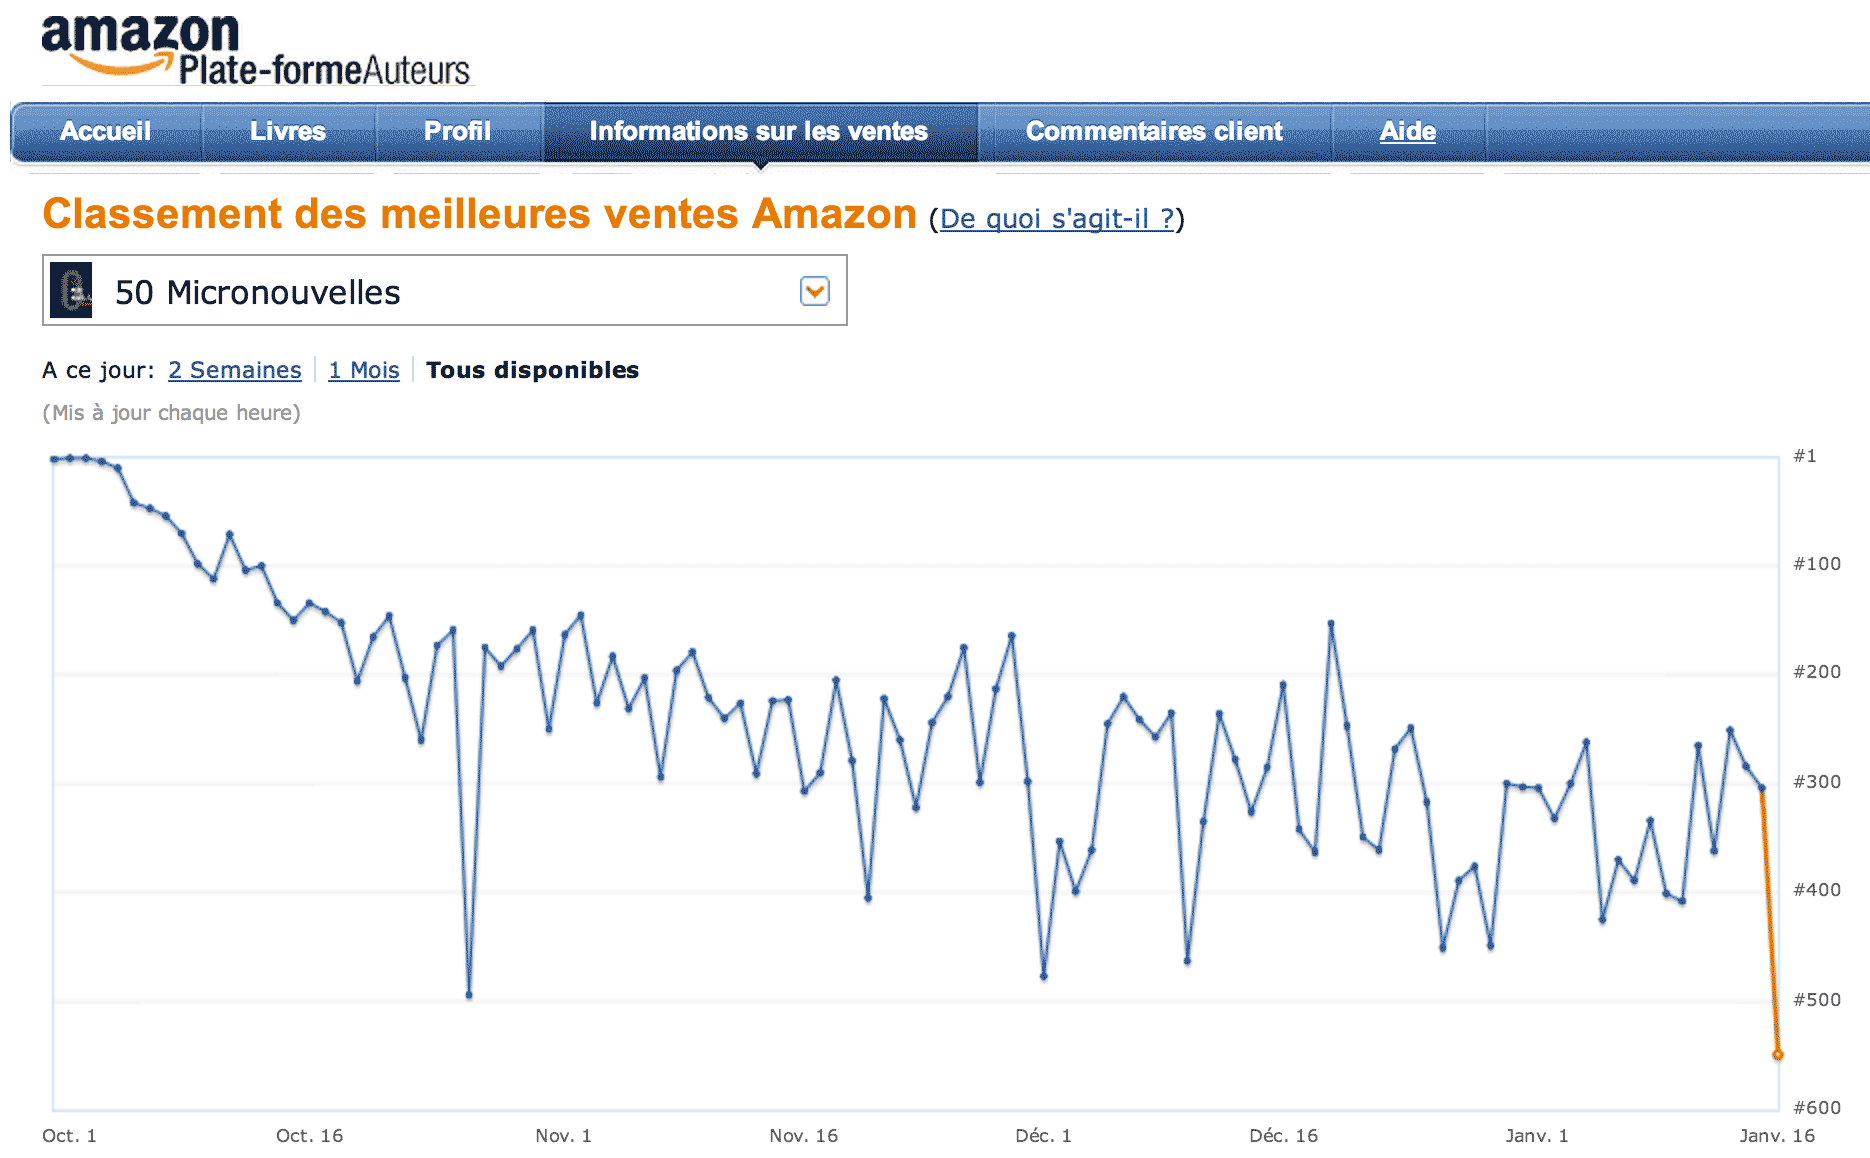 amazon
Plate-formeAuteurs
Accueil Livres Profil Informations sur les ventes Commentaires client Aide
Classement des meilleures ventes Amazon (De quoi s'agit-il ?)
50 Micronouvelles
A ce jour: 2 Semaines 1 Mois Tous disponibles
(Mis à jour chaque heure)
#1
#100
#200
#300
#400
#500
#600
Oct. 1 Oct. 16 Nov. 1 Nov. 16 Déc. 1 Déc. 16 Janv. 1 Janv. 16